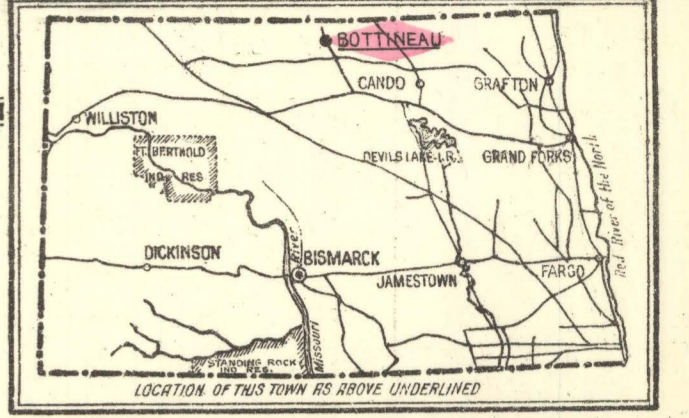 BOTTINEAU
CANDO
GRAFTON
WILLISTON
FT. BERTHOLD
IND. RES.
DEVILS LAKE I.R.
GRAND FORKS
Red River of the North
DICKINSON
River
BISMARCK
JAMESTOWN
FARGO
Missouri
STANDING ROCK
IND. RES.
LOCATION OF THIS TOWN AS ABOVE UNDERLINED